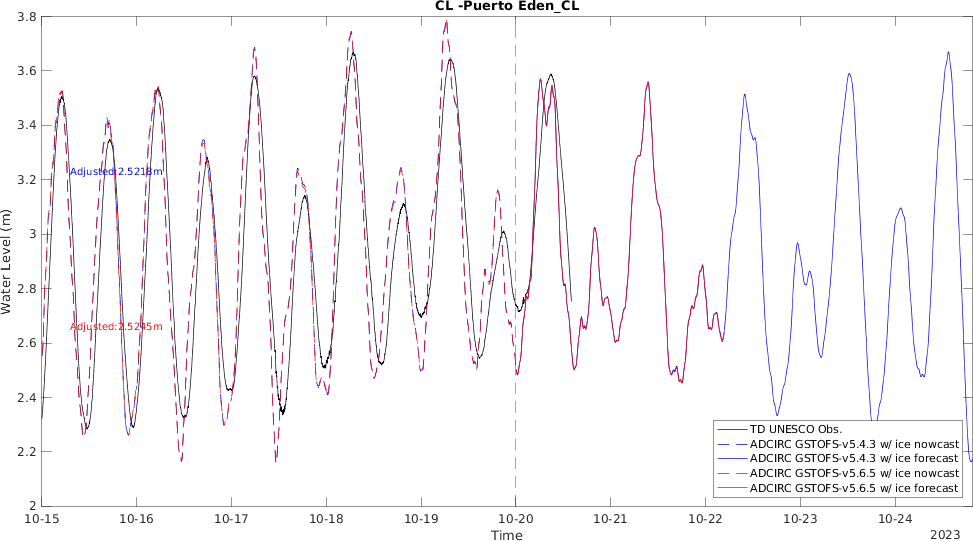 CL -Puerto Eden_CL
3.8
3.6
3.4
3.2
3
2.8
2.6
2.4
2.2
2
Water Level (m)
Adjusted:2.5218m
Adjusted:2.5245m
TD UNESCO Obs.
ADCIRC GSTOFS-v5.4.3 w/ ice nowcast
ADCIRC GSTOFS-v5.4.3 w/ ice forecast
ADCIRC GSTOFS-v5.6.5 w/ ice nowcast
ADCIRC GSTOFS-v5.6.5 w/ ice forecast
10-15 10-16 10-17 10-18 10-19 10-20 10-21 10-22 10-23 10-24
Time
2023